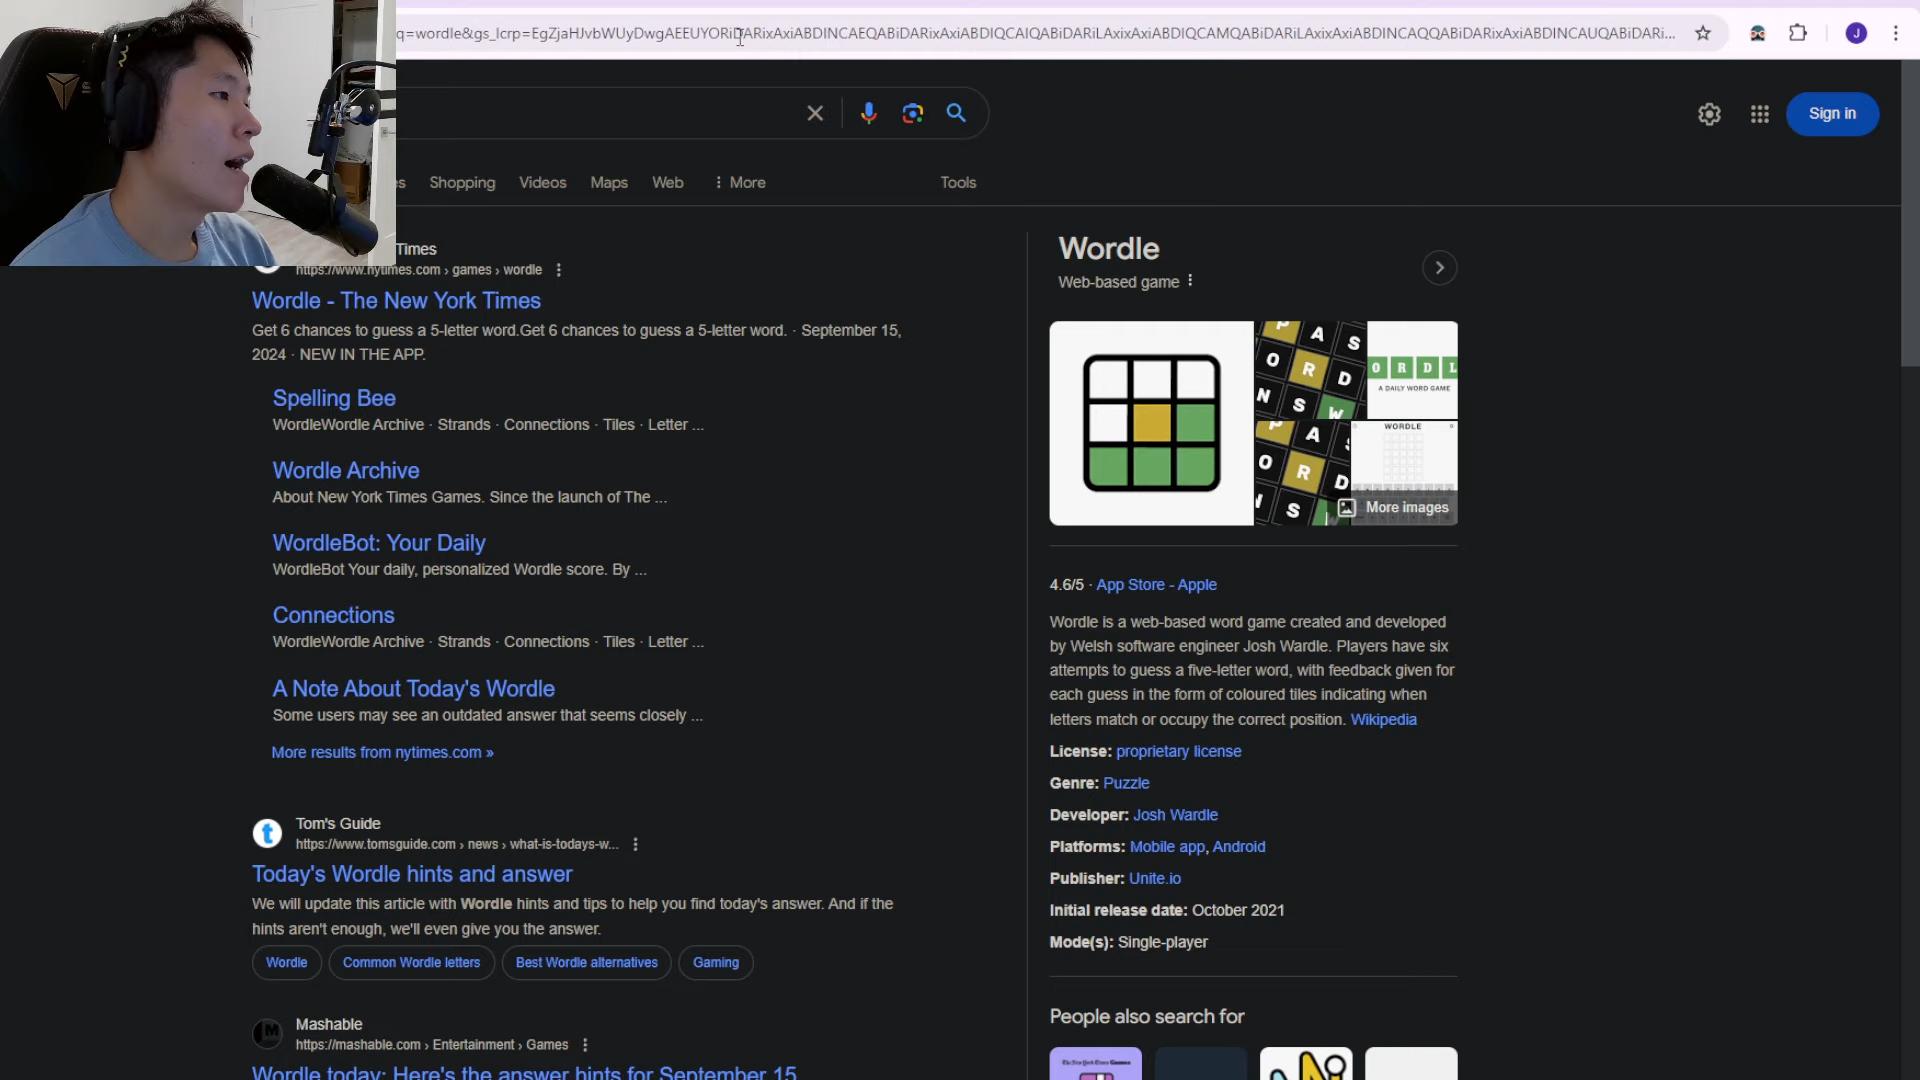 q=wordle&gs_lcrp=EgZjaHJvbWUyDwgAEEUYORiDARixAxiABDINCAEQABiDARixAxiABDIQCAIQABiDARiLAxixAxiABDIQCAMQABiDARiLAxixAxiABDINCAQQABiDARixAxiABDINCAUQABiDARi...
J
Sign in
es Shopping Videos Maps Web More Tools
Times
https://www.nytimes.com › games › wordle
Wordle - The New York Times
Get 6 chances to guess a 5-letter word.Get 6 chances to guess a 5-letter word. · September 15,
2024 · NEW IN THE APP.
Spelling Bee
WordleWordle Archive · Strands · Connections · Tiles · Letter ...
Wordle Archive
About New York Times Games. Since the launch of The ...
WordleBot: Your Daily
WordleBot Your daily, personalized Wordle score. By ...
Connections
WordleWordle Archive · Strands · Connections · Tiles · Letter ...
A Note About Today's Wordle
Some users may see an outdated answer that seems closely ...
More results from nytimes.com »
Tom's Guide
https://www.tomsguide.com › news › what-is-todays-w...
Today's Wordle hints and answer
We will update this article with Wordle hints and tips to help you find today's answer. And if the
hints aren't enough, we'll even give you the answer.
Wordle Common Wordle letters Best Wordle alternatives Gaming
Mashable
https://mashable.com › Entertainment › Games
Wordle today: Here's the answer hints for September 15
Wordle
Web-based game
P A S
O R D
N S W
O R D L
A DAILY WORD GAME
P A S
O R D
N S
WORDLE
More images
4.6/5 · App Store - Apple
Wordle is a web-based word game created and developed
by Welsh software engineer Josh Wardle. Players have six
attempts to guess a five-letter word, with feedback given for
each guess in the form of coloured tiles indicating when
letters match or occupy the correct position. Wikipedia
License: proprietary license
Genre: Puzzle
Developer: Josh Wardle
Platforms: Mobile app, Android
Publisher: Unite.io
Initial release date: October 2021
Mode(s): Single-player
People also search for
The New York Times Games